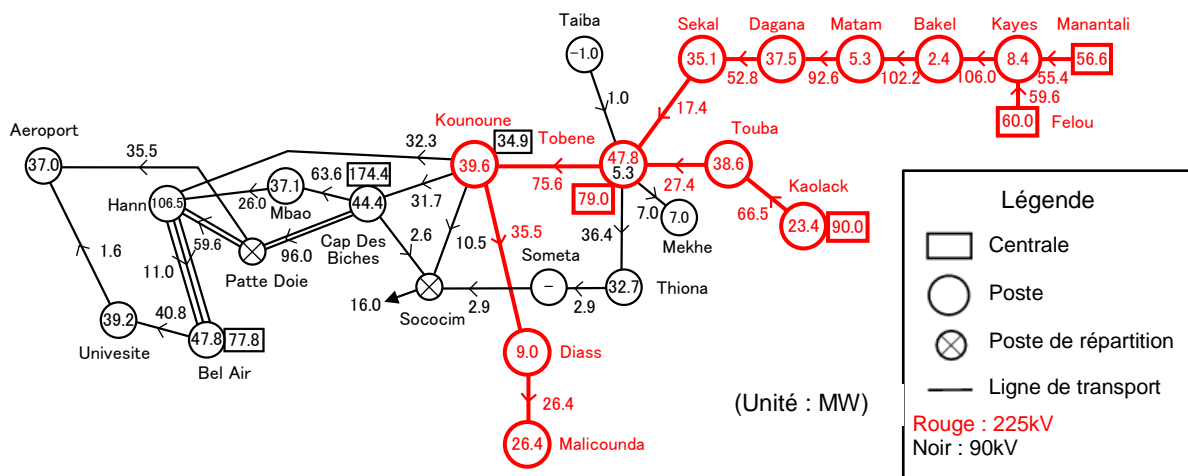 Taiba
-1.0
1.0
Sekal
35.1
52.8
Dagana
37.5
92.6
Matam
5.3
102.2
Bakel
2.4
106.0
Kayes
8.4
55.4
Manantali
56.6
59.6
60.0
Felou
17.4
Aeroport
37.0
35.5
32.3
Kounoune
34.9
39.6
Tobene
47.8
5.3
79.0
75.6
Touba
38.6
27.4
Kaolack
66.5
23.4
90.0
Hann
106.5
26.0
Mbao
37.1
63.6
174.4
44.4
Cap Des
Biches
31.7
2.6
10.5
35.5
36.4
7.0
7.0
Mekhe
59.6
11.0
96.0
Patte Doie
1.6
39.2
Univesite
40.8
47.8
77.8
Bel Air
16.0
Sococim
2.9
Someta
-
2.9
32.7
Thiona
9.0
Diass
26.4
26.4
Malicounda
(Unité : MW)
Légende
Centrale
Poste
Poste de répartition
Ligne de transport
Rouge : 225kV
Noir : 90kV